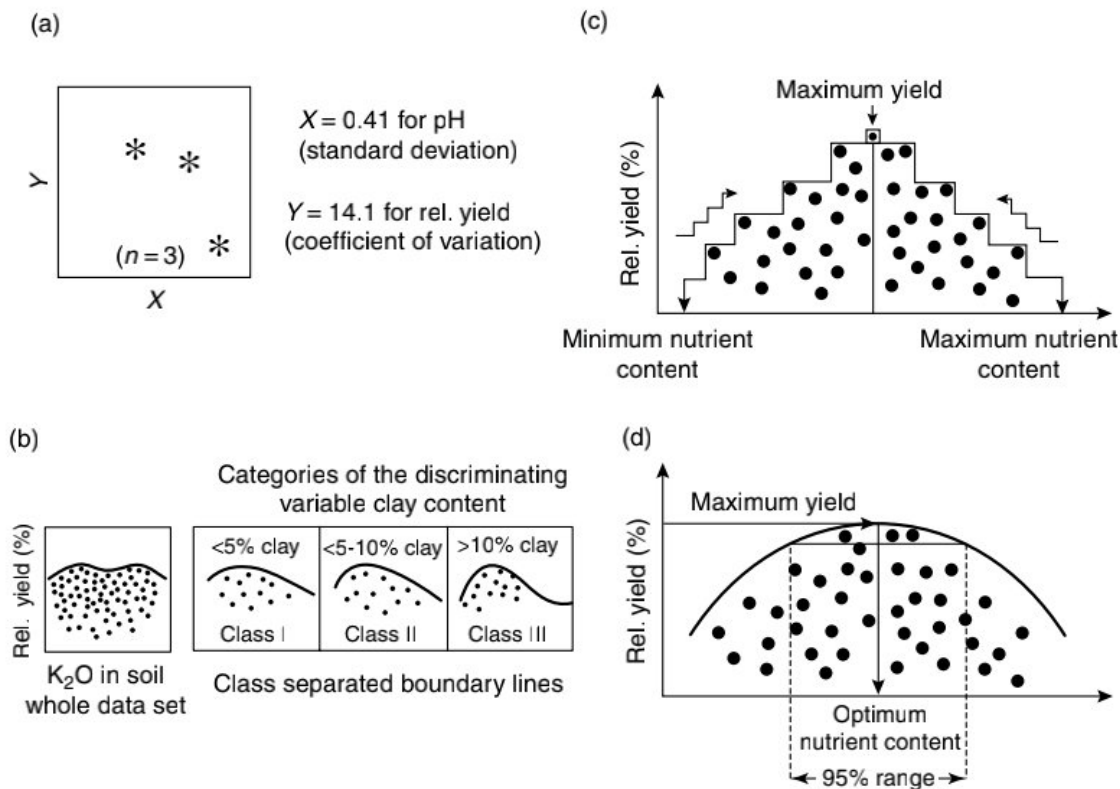 (a)
Y
(n = 3)
X
X = 0.41 for pH
(standard deviation)
Y = 14.1 for rel. yield
(coefficient of variation)
(c)
Maximum yield
Rel. yield (%)
Minimum nutrient
content
Maximum nutrient
content
(b)
Categories of the discriminating
variable clay content
Rel. yield (%)
<5% clay
<5-10% clay
>10% clay
Class I
Class II
Class III
K₂O in soil
whole data set
Class separated boundary lines
(d)
Maximum yield
Rel. yield (%)
Optimum
nutrient content
95% range